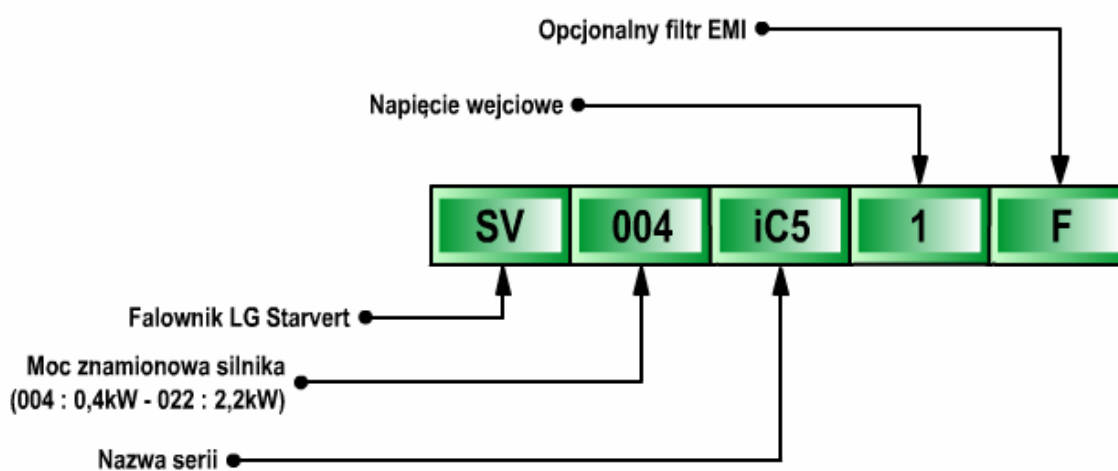 Opcjonalny filtr EMI
Napięcie wejciowe
SV 004 iC5 1 F
Falownik LG Starvert
Moc znamionowa silnika
(004 : 0,4kW - 022 : 2,2kW)
Nazwa serii